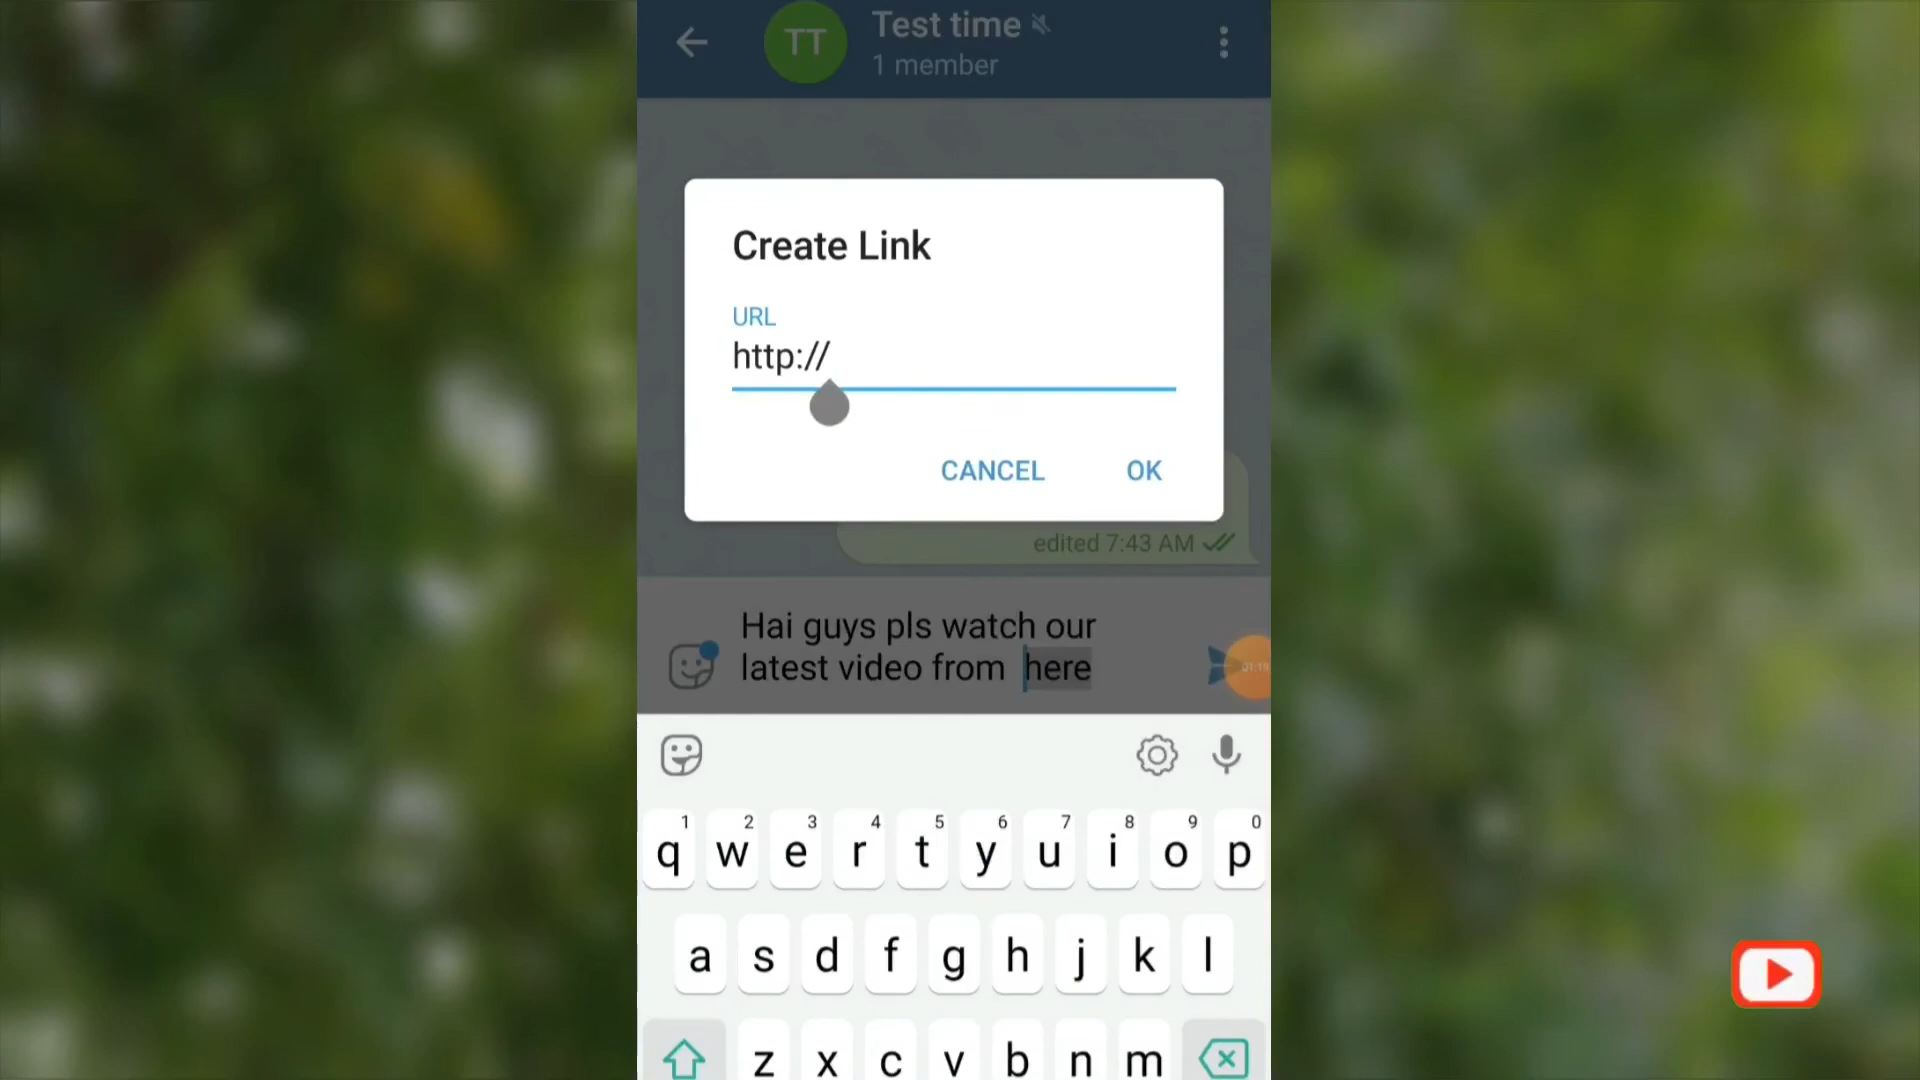 TT
Test time
1 member
Create Link
URL
http://
CANCEL OK
edited 7:43 AM
Hai guys pls watch our
latest video from here
1 2 3 4 5 6 7 8 9 0
q w e r t y u i o p
a s d f g h j k l
z x c v b n m